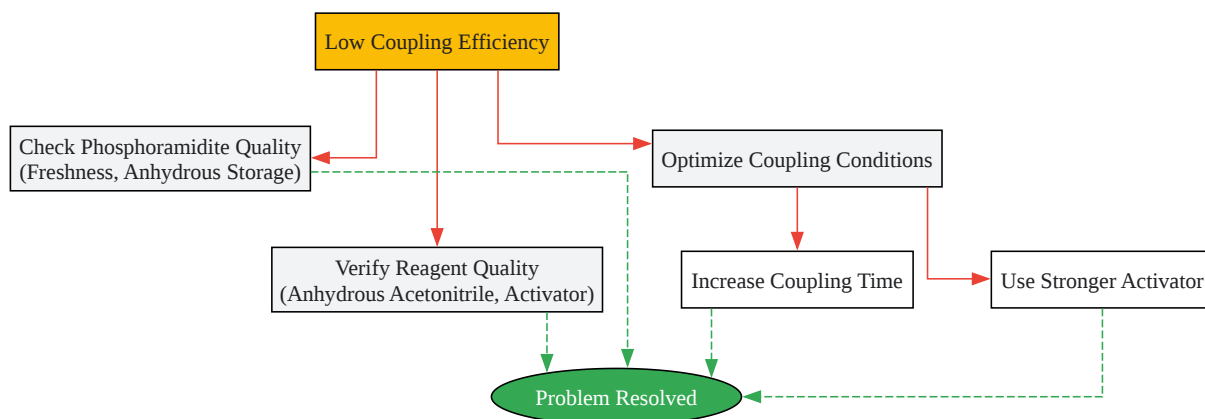 Low Coupling Efficiency
Check Phosphoramidite Quality
(Freshness, Anhydrous Storage)
Optimize Coupling Conditions
Verify Reagent Quality
(Anhydrous Acetonitrile, Activator)
Increase Coupling Time
Use Stronger Activator
Problem Resolved